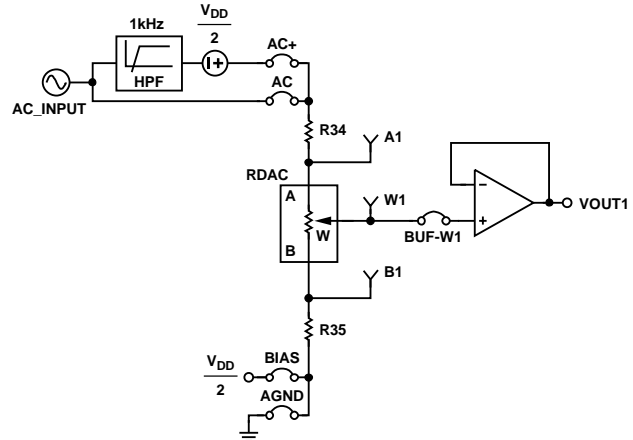 1kHz
VDD
2
HPF
AC+
AC
AC_INPUT
R34
A1
RDAC
A
W
B
W1
BUF-W1
−
+
VOUT1
B1
R35
VDD
2
BIAS
AGND